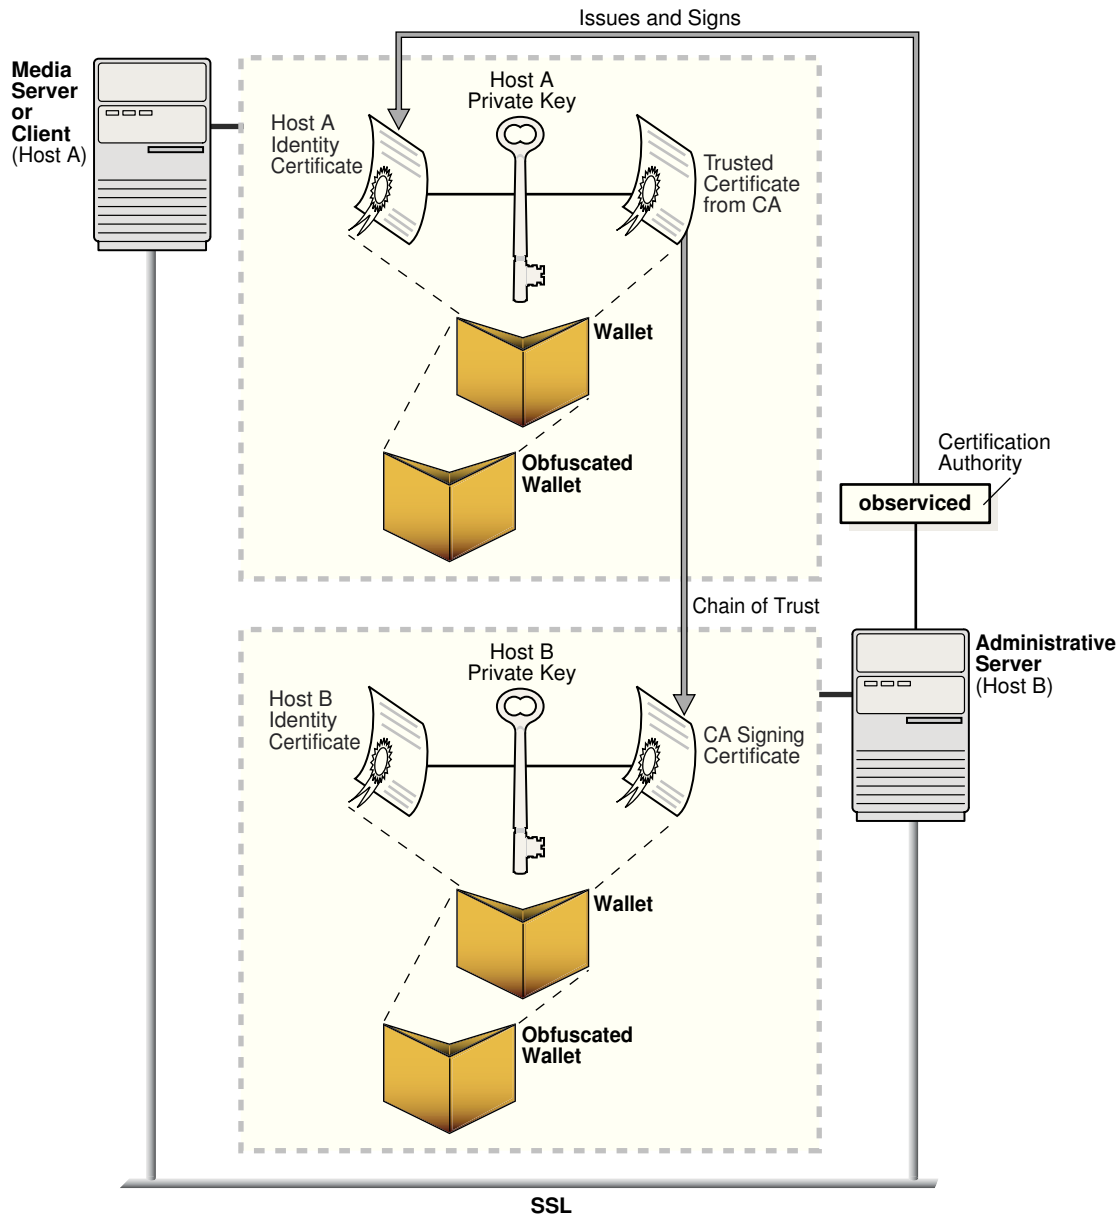 Issues and Signs
Media
Server
or
Client
(Host A)
Host A
Private Key
Host A
Identity
Certificate
Trusted
Certificate
from CA
Wallet
Obfuscated
Wallet
Certification
Authority
observiced
Chain of Trust
Administrative
Server
(Host B)
Host B
Private Key
Host B
Identity
Certificate
CA Signing
Certificate
Wallet
Obfuscated
Wallet
SSL